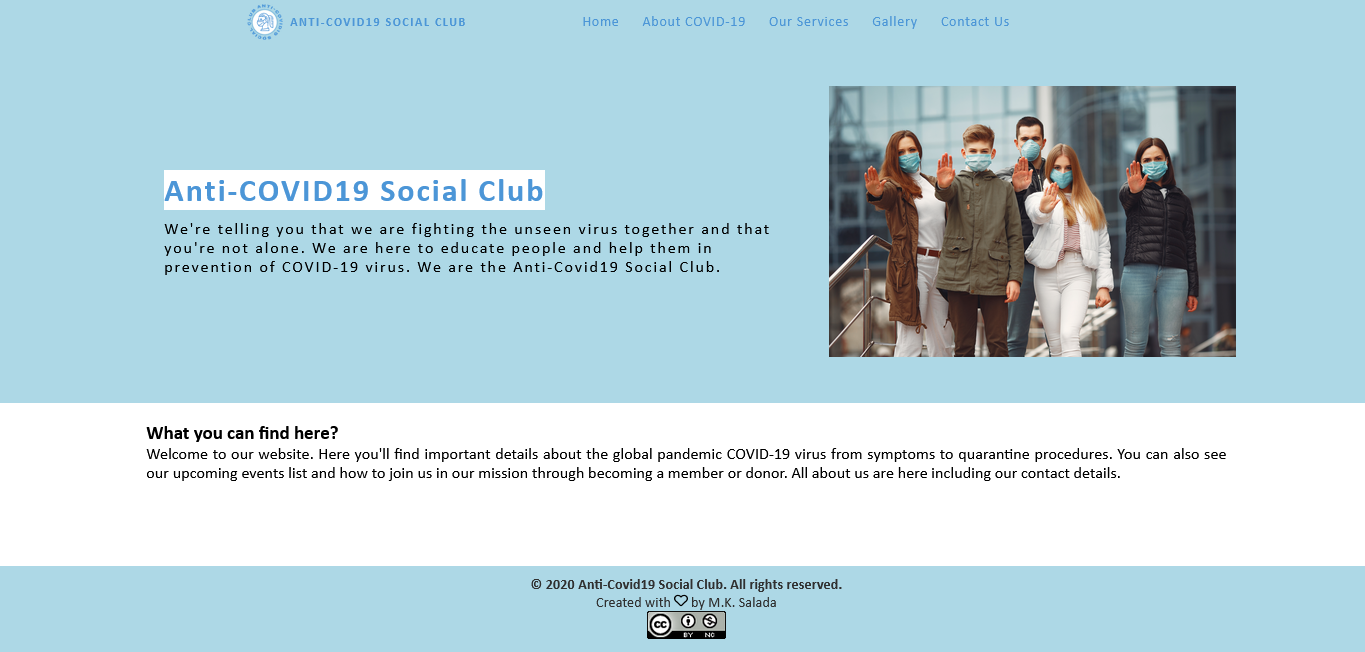 ANTI-COVID19 SOCIAL CLUB
Home About COVID-19 Our Services Gallery Contact Us
Anti-COVID19 Social Club
We're telling you that we are fighting the unseen virus together and that
you're not alone. We are here to educate people and help them in
prevention of COVID-19 virus. We are the Anti-Covid19 Social Club.
What you can find here?
Welcome to our website. Here you'll find important details about the global pandemic COVID-19 virus from symptoms to quarantine procedures. You can also see
our upcoming events list and how to join us in our mission through becoming a member or donor. All about us are here including our contact details.
© 2020 Anti-Covid19 Social Club. All rights reserved.
Created with by M.K. Salada
cc BY NC